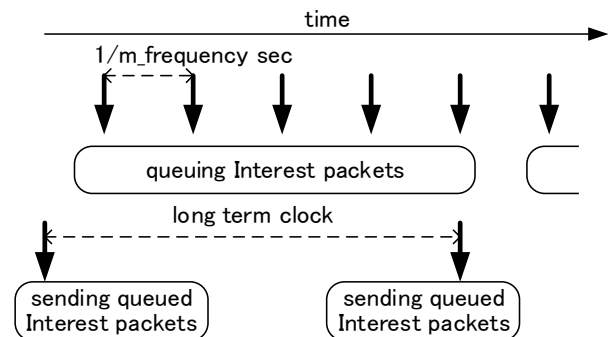 time
1/m_frequency sec
queuing Interest packets
long term clock
sending queued
Interest packets
sending queued
Interest packets